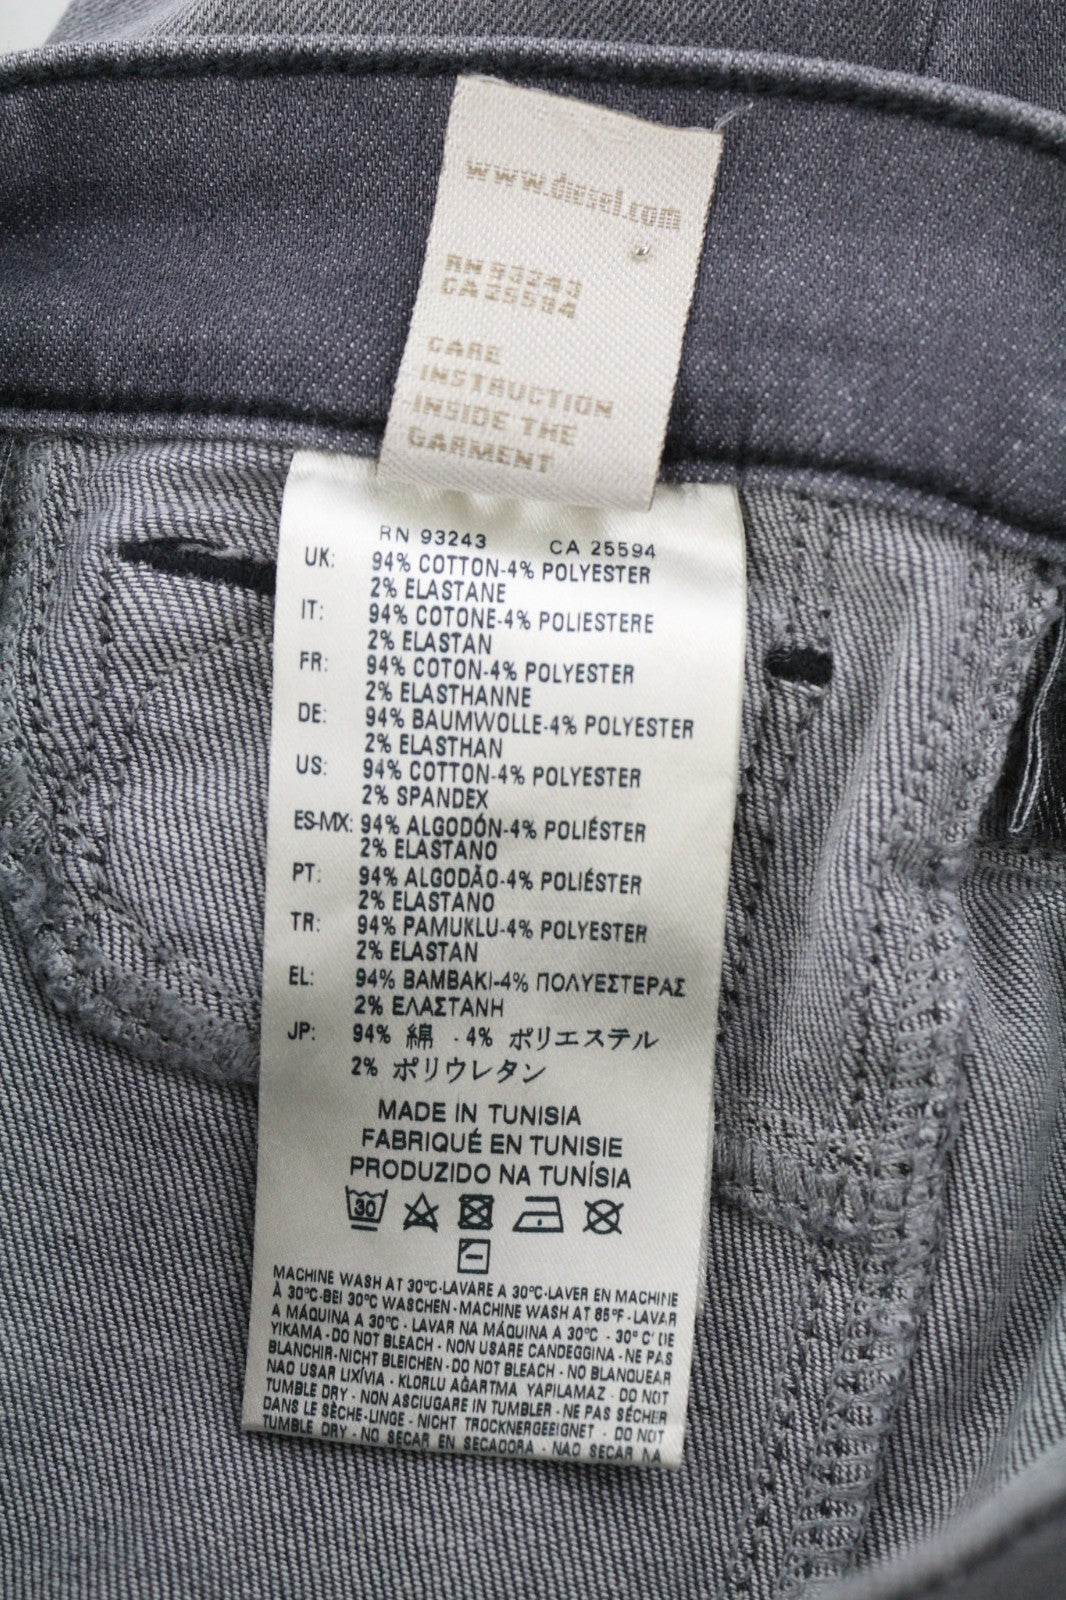 www.diesel.com
RN 93243
CA 25594
CARE
INSTRUCTION
INSIDE THE
GARMENT
RN 93243 CA 25594
UK: 94% COTTON-4% POLYESTER
2% ELASTANE
IT: 94% COTONE-4% POLIESTERE
2% ELASTAN
FR: 94% COTON-4% POLYESTER
2% ELASTHANNE
DE: 94% BAUMWOLLE-4% POLYESTER
2% ELASTHAN
US: 94% COTTON-4% POLYESTER
2% SPANDEX
ES-MX: 94% ALGODÓN-4% POLIÉSTER
2% ELASTANO
PT: 94% ALGODÃO-4% POLIÉSTER
2% ELASTANO
TR: 94% PAMUKLU-4% POLYESTER
2% ELASTAN
EL: 94% ΒΑΜΒΑΚΙ-4% ΠΟΛΥΕΣΤΕΡΑΣ
2% ΕΛΑΣΤΑΝΗ
JP: 94% 綿 - 4% ポリエステル
2% ポリウレタン
MADE IN TUNISIA
FABRIQUÉ EN TUNISIE
PRODUZIDO NA TUNÍSIA
30
MACHINE WASH AT 30°C-LAVARE A 30°C-LAVER EN MACHINE
À 30°C-BEI 30°C WASCHEN - MACHINE WASH AT 85°F - LAVAR
A MÁQUINA A 30°C - LAVAR NA MÁQUINA A 30°C - 30° C' DE
YIKAMA - DO NOT BLEACH - NON USARE CANDEGGINA - NE PAS
BLANCHIR-NICHT BLEICHEN - DO NOT BLEACH - NO BLANQUEAR
NAO USAR LIXÍVIA - KLORLU AĞARTMA YAPILAMAZ - DO NOT
TUMBLE DRY - NON ASCIUGARE IN TUMBLER - NE PAS SÉCHER
DANS LE SÈCHE-LINGE - NICHT TROCKNERGEEIGNET - DO NOT
TUMBLE DRY - NO SECAR EN SECADORA - NAO SECAR NA